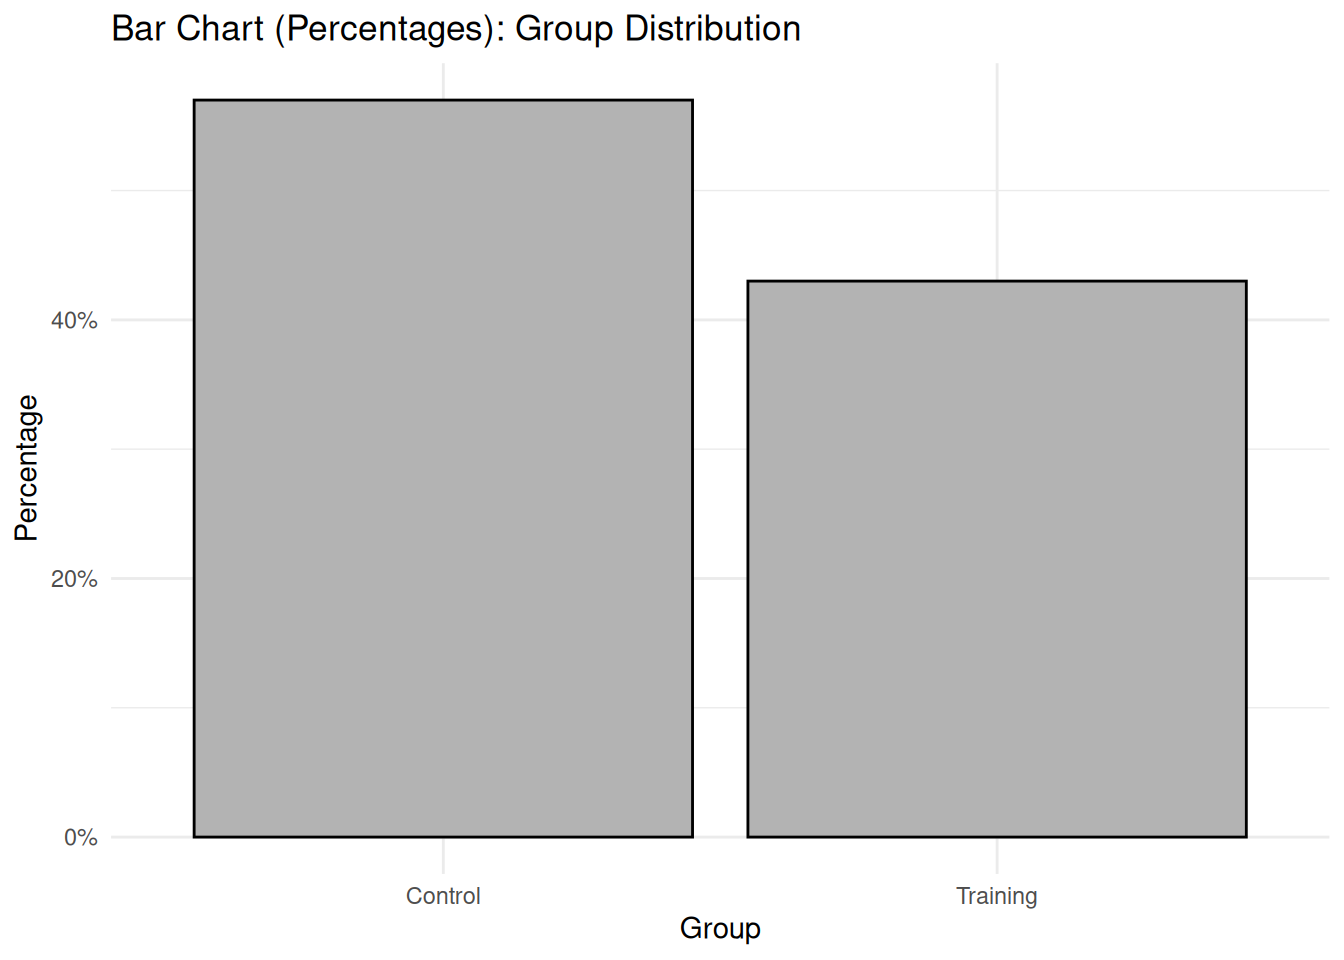 Bar Chart (Percentages): Group Distribution
Percentage
40%
20%
0%
Control
Training
Group